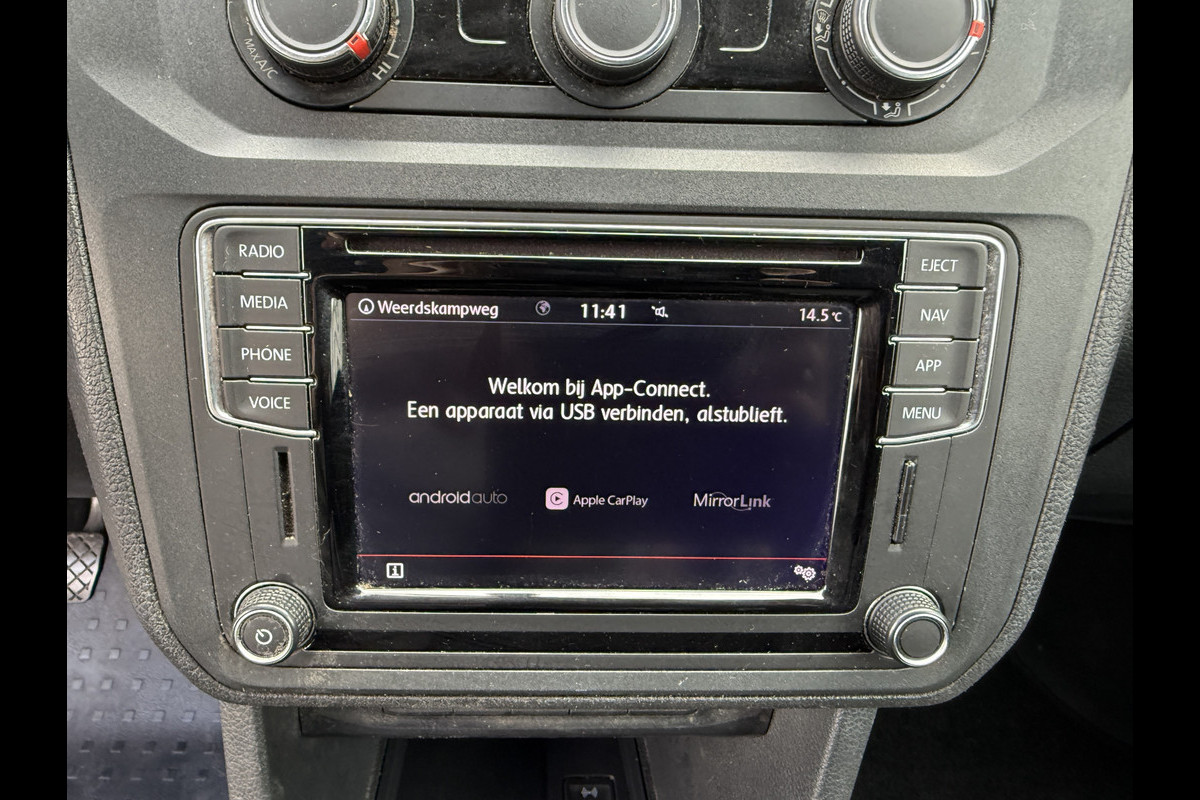 MAX A/C
HI
RADIO
MEDIA
PHONE
VOICE
EJECT
NAV
APP
MENU
Weerdskampweg
11:41
14.5 °C
Welkom bij App-Connect.
Een apparaat via USB verbinden, alstublieft.
androidauto
Apple CarPlay
MirrorLink
i